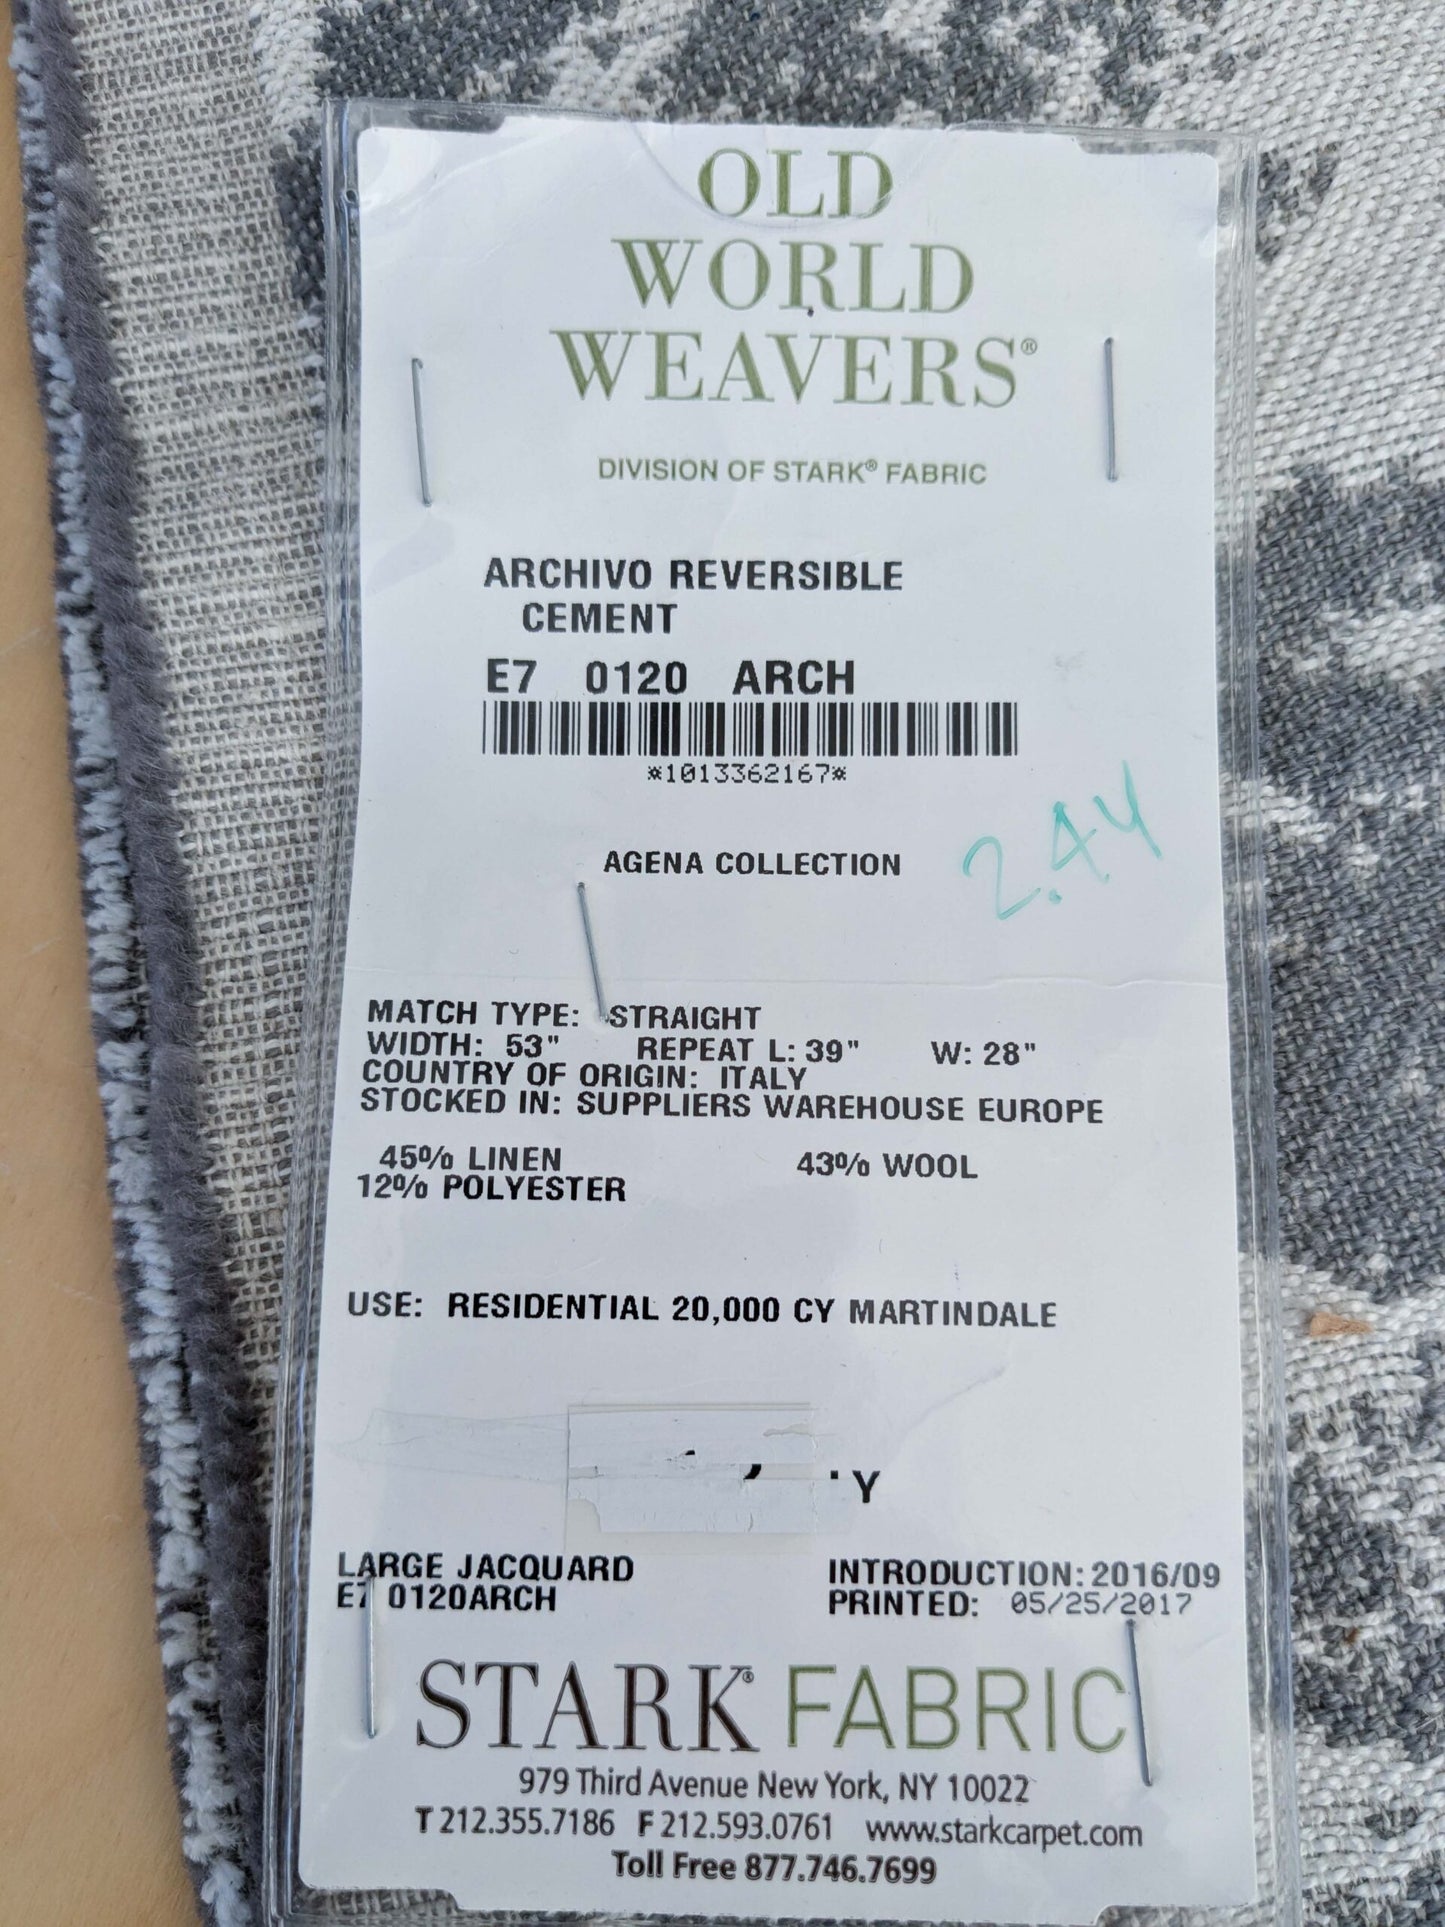 OLD
WORLD
WEAVERS®
DIVISION OF STARK® FABRIC
ARCHIVO REVERSIBLE
CEMENT
E7 0120 ARCH
*1013362167*
2.44
AGENA COLLECTION
MATCH TYPE: STRAIGHT
WIDTH: 53" REPEAT L: 39" W: 28"
COUNTRY OF ORIGIN: ITALY
STOCKED IN: SUPPLIERS WAREHOUSE EUROPE
45% LINEN 43% WOOL
12% POLYESTER
USE: RESIDENTIAL 20,000 CY MARTINDALE
Y
LARGE JACQUARD INTRODUCTION: 2016/09
E7 0120ARCH PRINTED: 05/25/2017
STARK® FABRIC
979 Third Avenue New York, NY 10022
T 212.355.7186 F 212.593.0761 www.starkcarpet.com
Toll Free 877.746.7699